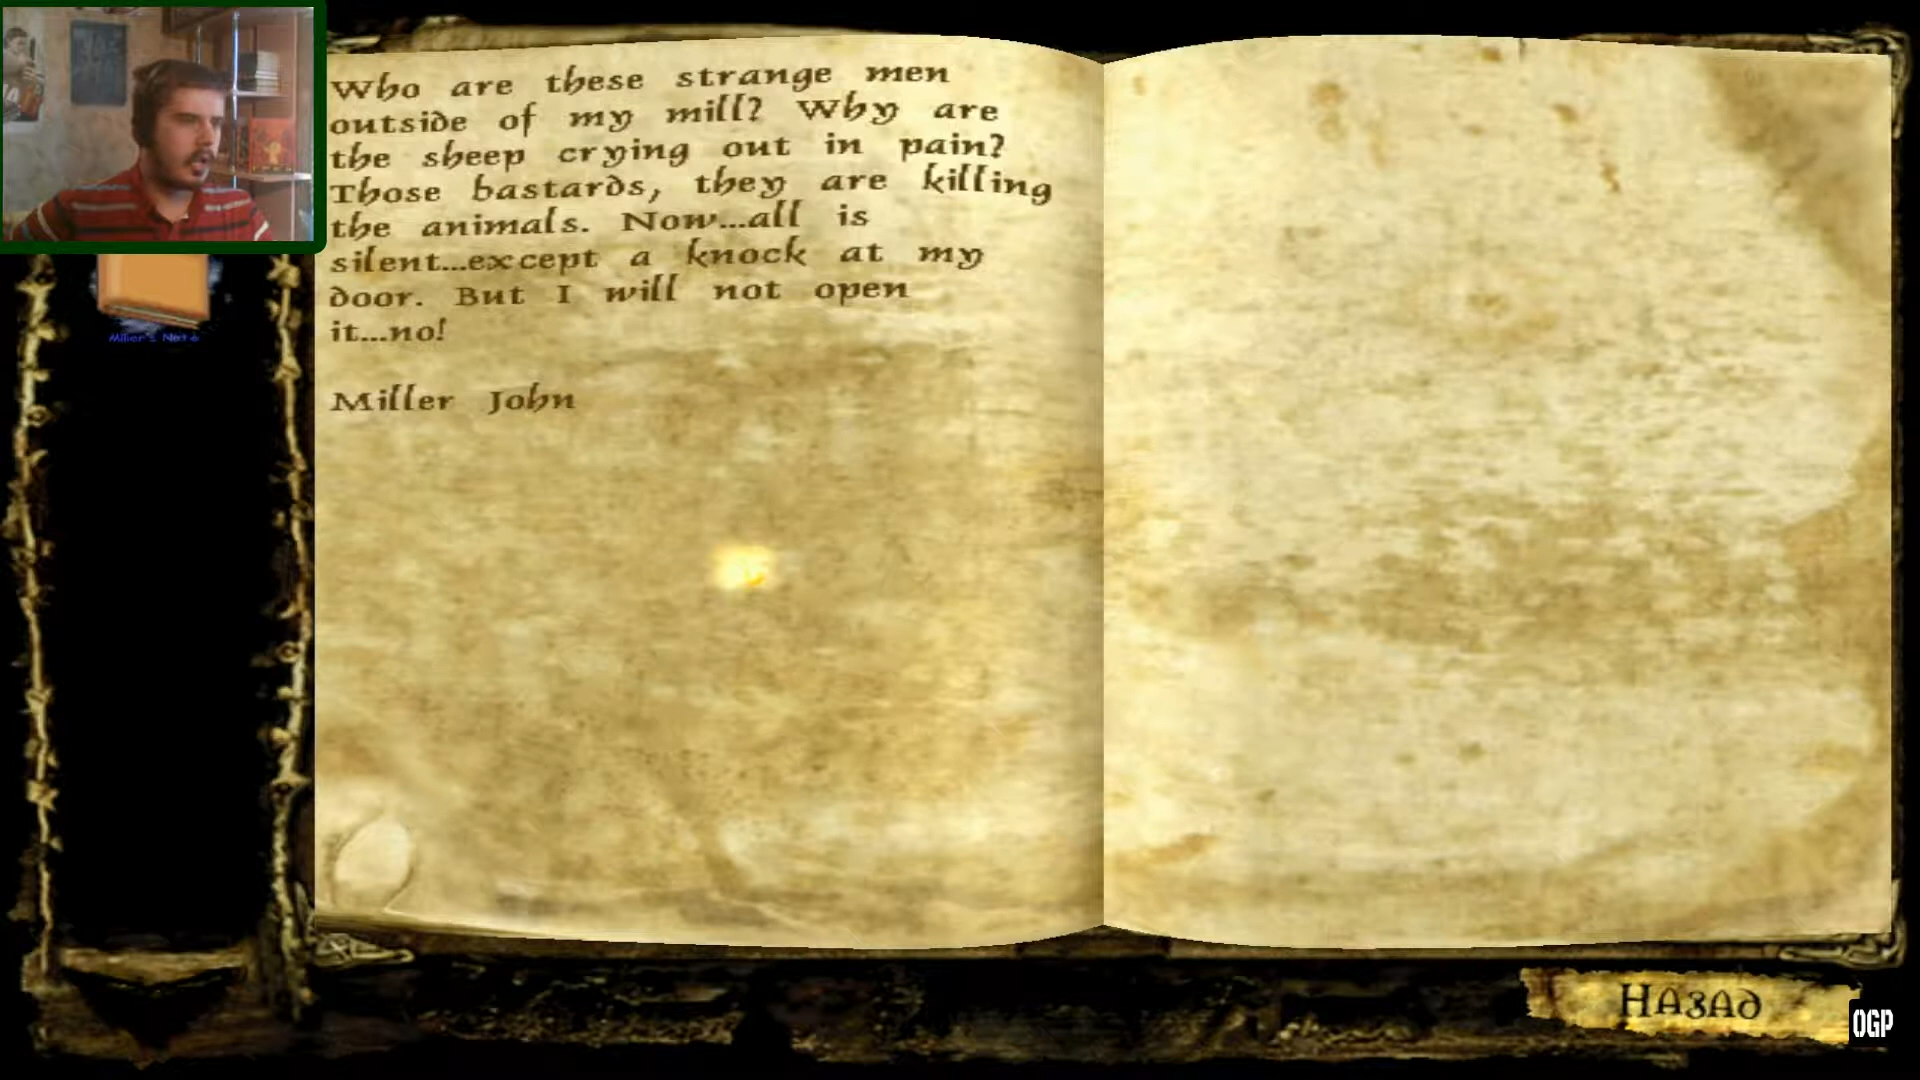 Who are these strange men
outside of my mill? Why are
the sheep crying out in pain?
Those bastards, they are killing
the animals. Now...all is
silent...except a knock at my
door. But I will not open
it...no!
Miller John
Miller's Note
Назад
OGP